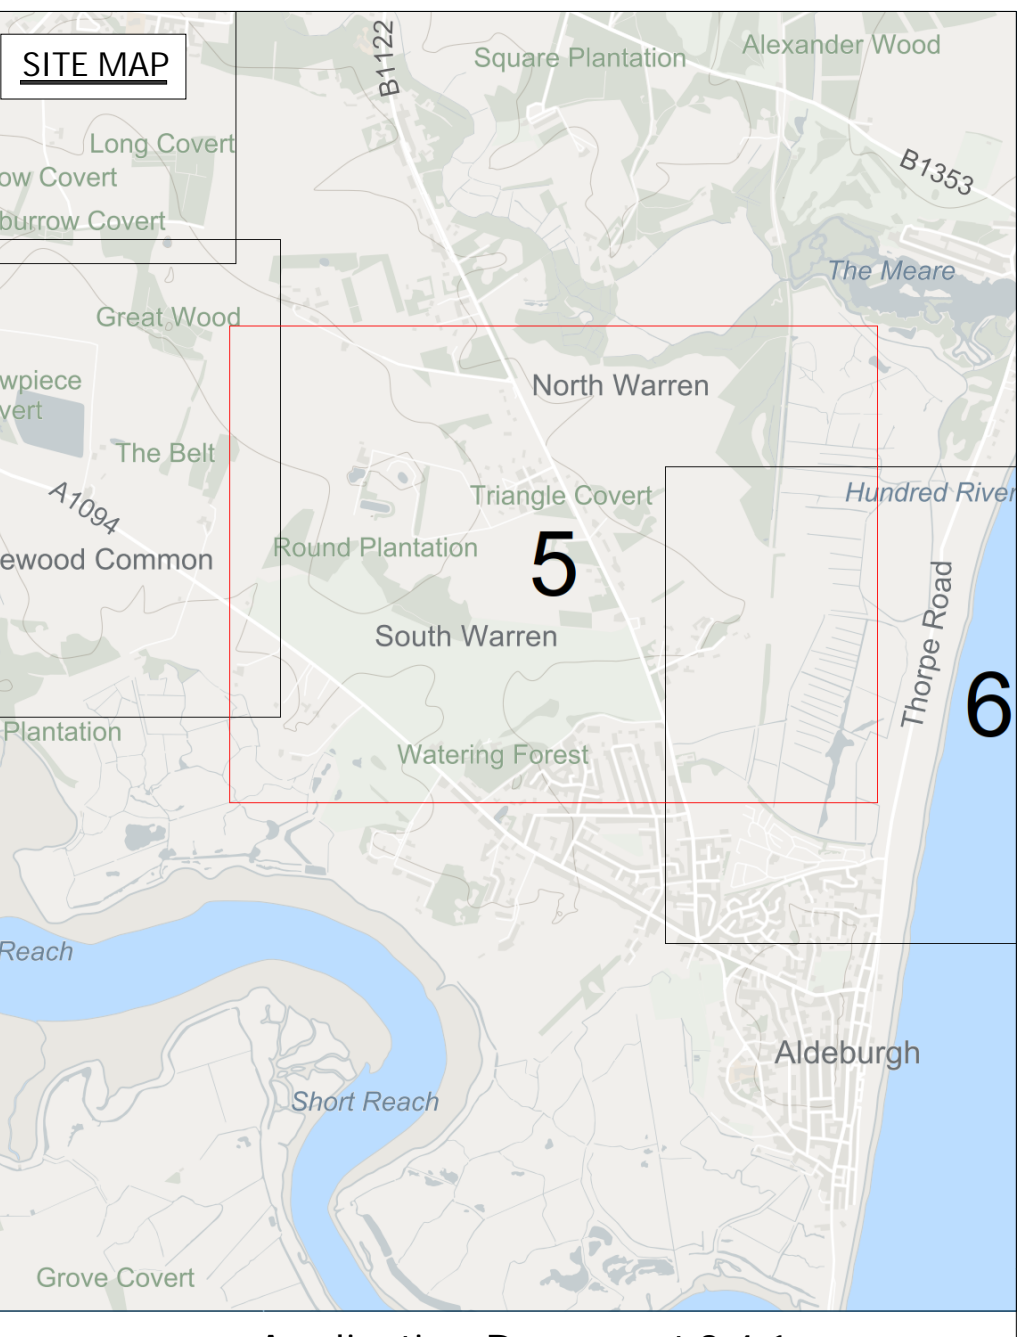 SITE MAP
B1122
Square Plantation
Alexander Wood
Long Covert
ow Covert
burrow Covert
B1353
The Meare
Great Wood
wpiece
vert
North Warren
The Belt
A1094
Triangle Covert
Hundred River
ewood Common
Round Plantation
5
South Warren
Thorpe Road
6
Plantation
Watering Forest
Reach
Aldeburgh
Short Reach
Grove Covert